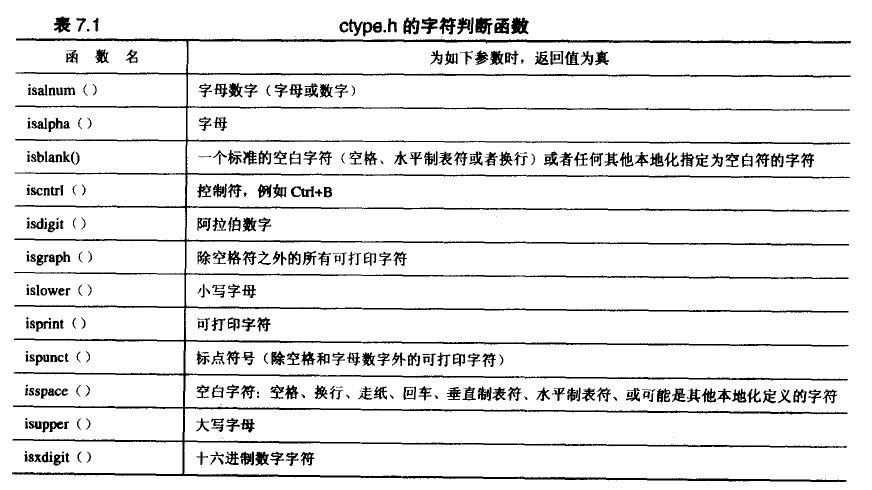 表 7.1 ctype.h 的字符判断函数
函 数 名 为如下参数时，返回值为真
isalnum（） 字母数字（字母或数字）
isalpha（） 字母
isblank() 一个标准的空白字符（空格、水平制表符或者换行）或者任何其他本地化指定为空白符的字符
iscntrl（） 控制符，例如 Ctrl+B
isdigit（） 阿拉伯数字
isgraph（） 除空格符之外的所有可打印字符
islower（） 小写字母
isprint（） 可打印字符
ispunct（） 标点符号（除空格和字母数字外的可打印字符）
isspace（） 空白字符：空格、换行、走纸、回车、垂直制表符、水平制表符、或可能是其他本地化定义的字符
isupper（） 大写字母
isxdigit（） 十六进制数字字符